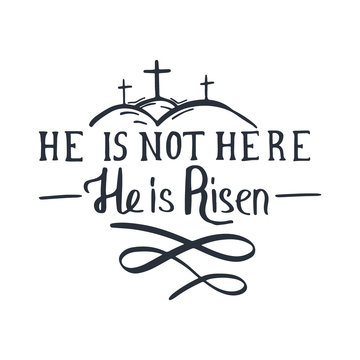 HE IS NOT HERE
He is Risen